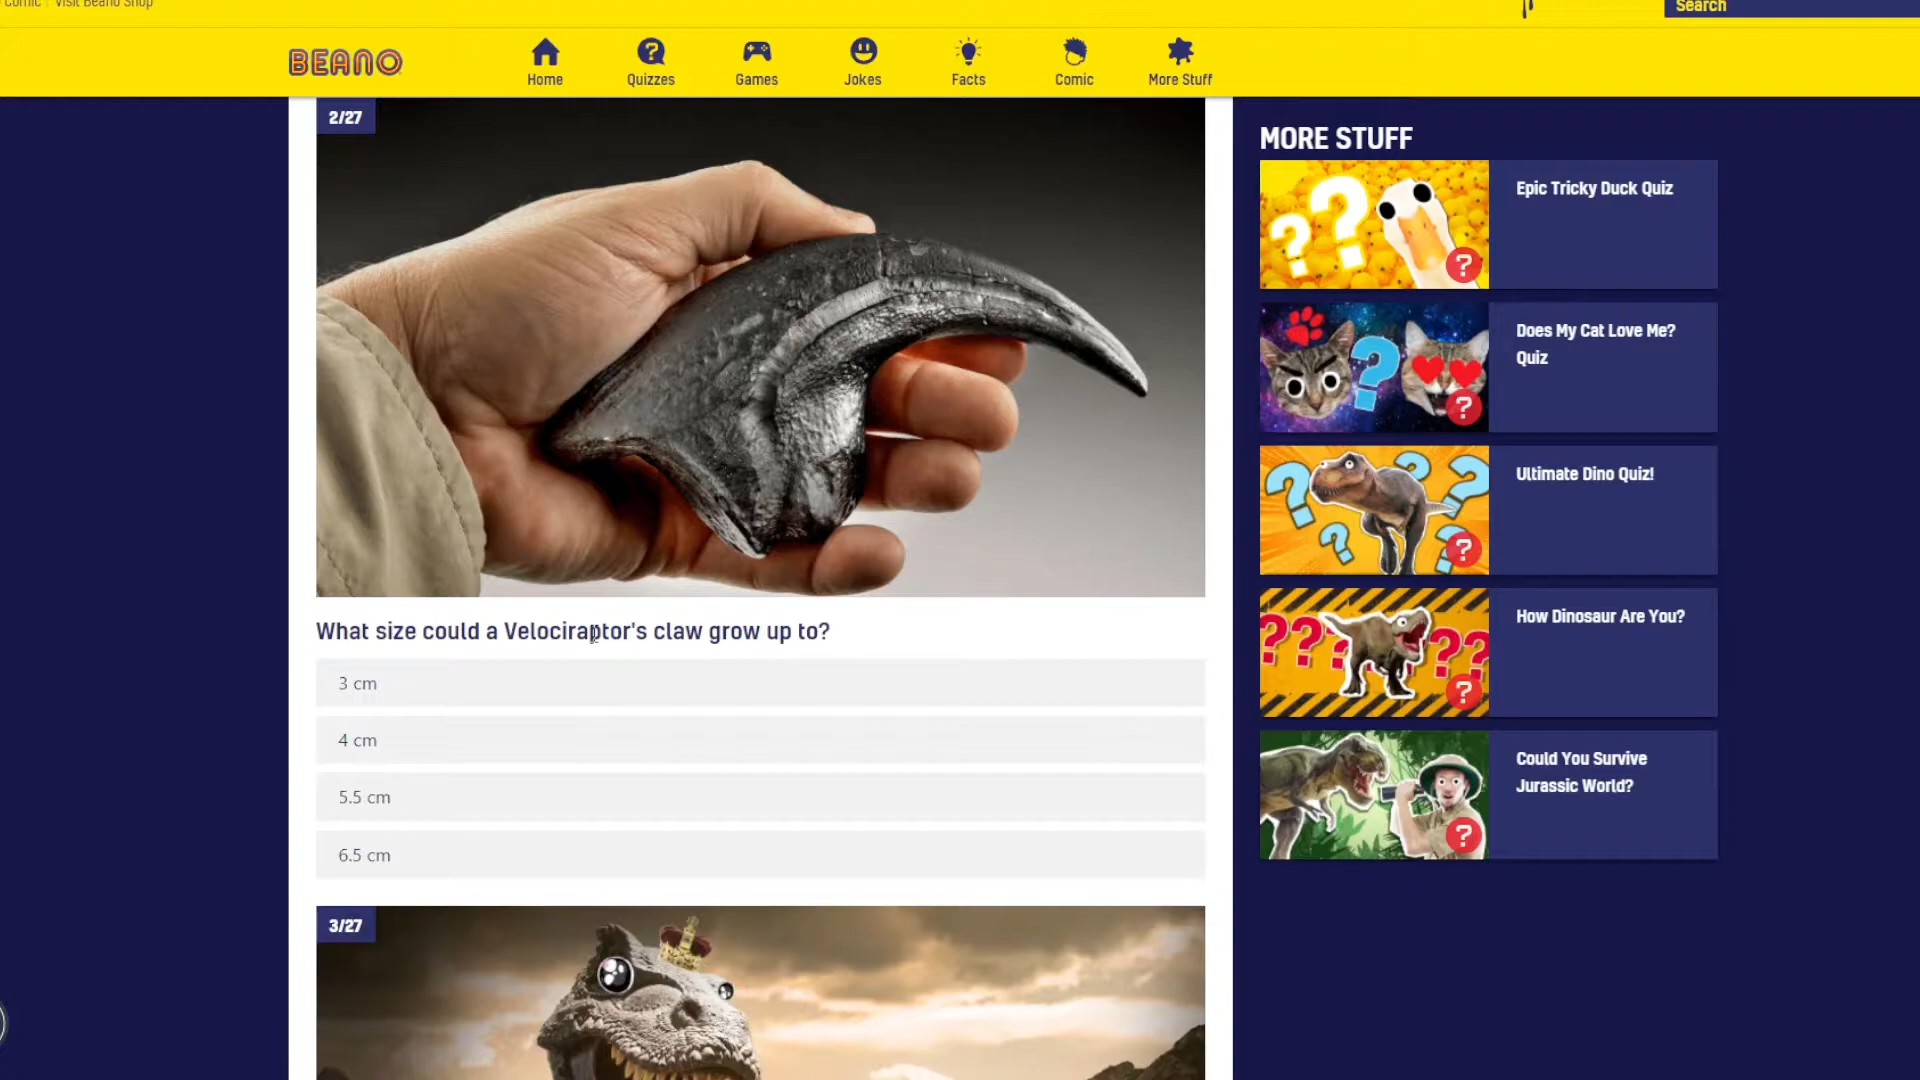 Comic
Visit Beano Shop
Search
BEANO
Home
Quizzes
Games
Jokes
Facts
Comic
More Stuff
2/27
What size could a Velociraptor's claw grow up to?
3 cm
4 cm
5.5 cm
6.5 cm
3/27
MORE STUFF
Epic Tricky Duck Quiz
Does My Cat Love Me?
Quiz
Ultimate Dino Quiz!
How Dinosaur Are You?
Could You Survive
Jurassic World?